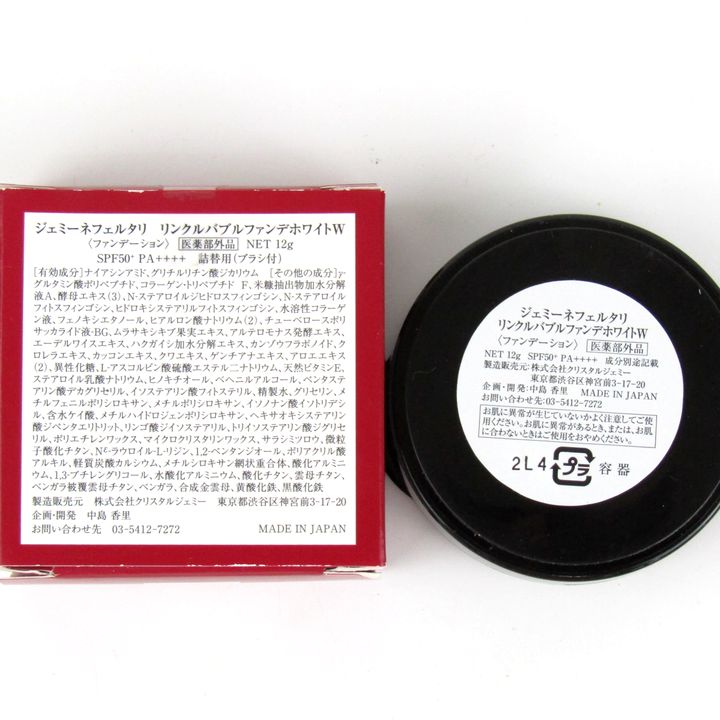 ジェミーネフェルタリ リンクルバブルファンデホワイトW
〈ファンデーション〉 医薬部外品 NET 12g
SPF50⁺ PA++++ 詰替用(ブラシ付)
[有効成分]ナイアシンアミド、グリチルリチン酸ジカリウム [その他の成分]γ-
グルタミン酸ポリペプチド、コラーゲン・トリペプチド F、米糠抽出物加水分解
液A、酵母エキス(3)、N-ステアロイルジヒドロスフィンゴシン、N-ステアロイル
フィトスフィンゴシン、ヒドロキシステアリルフィトスフィンゴシン、水溶性コラーゲ
ン液、フェノキシエタノール、ヒアルロン酸ナトリウム(2)、チューベローズポリ
サッカライド液・BG、ムラサキシキブ果実エキス、アルテロモナス発酵エキス、
エーデルワイスエキス、ハクガイシ加水分解エキス、カンゾウフラボノイド、ク
ロレラエキス、カッコンエキス、クワエキス、ゲンチアナエキス、アロエエキス
(2)、異性化糖、L-アスコルビン酸硫酸エステル二ナトリウム、天然ビタミンE、
ステアロイル乳酸ナトリウム、ヒノキチオール、ベヘニルアルコール、ペンタステ
アリン酸デカグリセリル、イソステアリン酸フィトステリル、精製水、グリセリン、メ
チルフェニルポリシロキサン、メチルポリシロキサン、イソノナン酸イソトリデシ
ル、含水ケイ酸、メチルハイドロジェンポリシロキサン、ヘキサオキシステアリン
酸ジペンタエリトリット、リンゴ酸ジイソステアリル、トリイソステアリン酸ジグリセ
リル、ポリエチレンワックス、マイクロクリスタリンワックス、サラシミツロウ、微粒
子酸化チタン、Nᵋ-ラウロイル-L-リジン、1,2-ペンタンジオール、ポリアクリル酸
アルキル、軽質炭酸カルシウム、メチルシロキサン網状重合体、酸化アルミニ
ウム、1,3-ブチレングリコール、水酸化アルミニウム、酸化チタン、雲母チタン、
ベンガラ被覆雲母チタン、ベンガラ、合成金雲母、黄酸化鉄、黒酸化鉄
製造販売元 株式会社クリスタルジェミー 東京都渋谷区神宮前3-17-20
企画・開発 中島 香里
お問い合わせ先 03-5412-7272 MADE IN JAPAN
ジェミーネフェルタリ
リンクルバブルファンデホワイトW
〈ファンデーション〉 医薬部外品
NET 12g SPF50⁺ PA++++ 成分別途記載
製造販売元:株式会社クリスタルジェミー
東京都渋谷区神宮前3-17-20
企画・開発:中島 香里 MADE IN JAPAN
お問い合わせ先:03-5412-7272
お肌に異常が生じていないかよく注意してご使
用ください。お肌に異常があるとき、または、お肌
に合わないときはご使用をおやめください。
2L4 プラ 容器